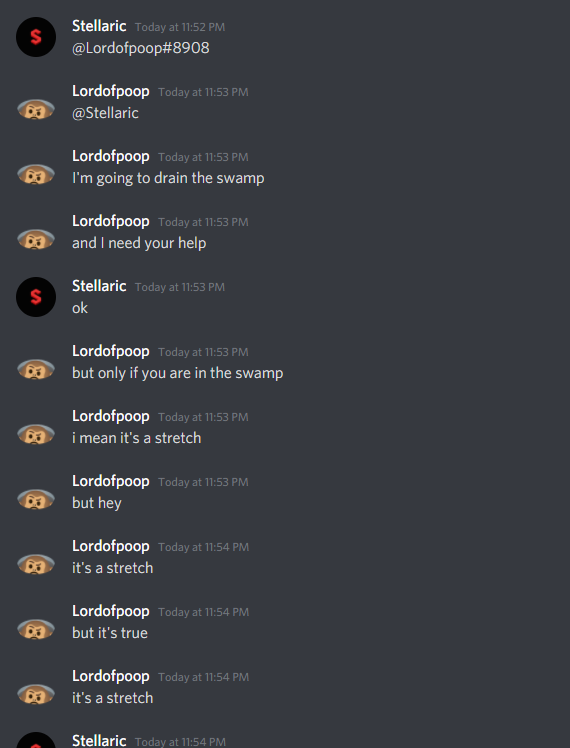 Stellaric Today at 11:52 PM
@Lordofpoop#8908
Lordofpoop Today at 11:53 PM
@Stellaric
Lordofpoop Today at 11:53 PM
I'm going to drain the swamp
Lordofpoop Today at 11:53 PM
and I need your help
Stellaric Today at 11:53 PM
ok
Lordofpoop Today at 11:53 PM
but only if you are in the swamp
Lordofpoop Today at 11:53 PM
i mean it's a stretch
Lordofpoop Today at 11:53 PM
but hey
Lordofpoop Today at 11:54 PM
it's a stretch
Lordofpoop Today at 11:54 PM
but it's true
Lordofpoop Today at 11:54 PM
it's a stretch
Stellaric Today at 11:54 PM